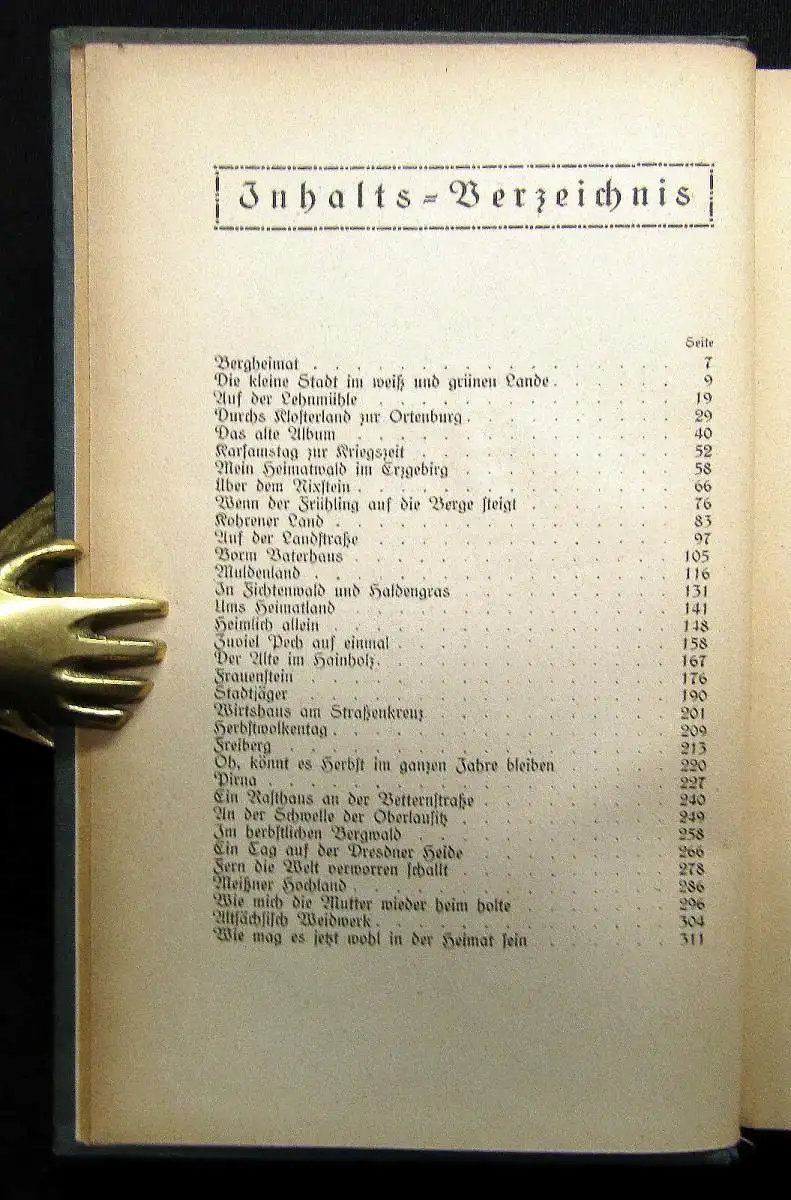 Inhalts-Verzeichnis
Seite
Bergheimat . . . . . . . . . . . . . . . . . . 7
Die kleine Stadt im weiß und grünen Lande . . . . . . 9
Auf der Lehnmühle . . . . . . . . . . . . . . . 19
Durchs Klosterland zur Ortenburg . . . . . . . . . . 29
Das alte Album . . . . . . . . . . . . . . . . 40
Karsamstag zur Kriegszeit . . . . . . . . . . . . . 52
Mein Heimatwald im Erzgebirg . . . . . . . . . . . 58
Über dem Nixstein . . . . . . . . . . . . . . . 66
Wenn der Frühling auf die Berge steigt . . . . . . . 76
Kohrener Land . . . . . . . . . . . . . . . . 83
Auf der Landstraße . . . . . . . . . . . . . . . 97
Vorm Vaterhaus . . . . . . . . . . . . . . . . 105
Muldenland . . . . . . . . . . . . . . . . . . 116
In Fichtenwald und Haldengras . . . . . . . . . . . 131
Ums Heimatland . . . . . . . . . . . . . . . . 141
Heimlich allein . . . . . . . . . . . . . . . . 148
Zuviel Pech auf einmal . . . . . . . . . . . . . . 158
Der Alte im Hainholz . . . . . . . . . . . . . . 167
Frauenstein . . . . . . . . . . . . . . . . . . 176
Stadtjäger . . . . . . . . . . . . . . . . . . 190
Wirtshaus am Straßenkreuz . . . . . . . . . . . . 201
Herbstwolkentag . . . . . . . . . . . . . . . . 209
Freiberg . . . . . . . . . . . . . . . . . . . 213
Oh, könnt es Herbst im ganzen Jahre bleiben . . . . . 220
Pirna . . . . . . . . . . . . . . . . . . . . 227
Ein Rasthaus an der Vetternstraße . . . . . . . . . 240
An der Schwelle der Oberlausitz . . . . . . . . . . 249
Im herbstlichen Bergwald . . . . . . . . . . . . . 258
Ein Tag auf der Dresdner Heide . . . . . . . . . . 266
Fern die Welt verworren schallt . . . . . . . . . . 278
Meißner Hochland . . . . . . . . . . . . . . . 286
Wie mich die Mutter wieder heim holte . . . . . . . 296
Altsächsisch Weidwerk . . . . . . . . . . . . . . 304
Wie mag es jetzt wohl in der Heimat sein . . . . . . 311